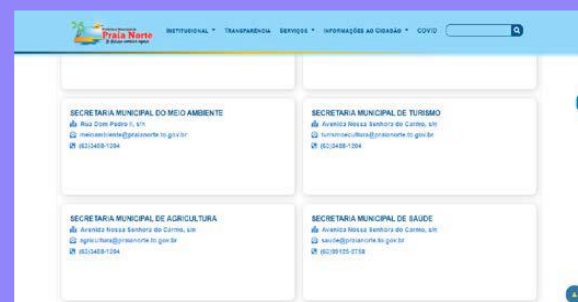 Praia Norte
INSTITUCIONAL TRANSPARÊNCIA SERVIÇOS INFORMAÇÕES AO CIDADÃO COVID
SECRETARIA MUNICIPAL DO MEIO AMBIENTE
Rua Dom Pedro II, s/n
meioambiente@praianorte.to.gov.br
(63)3488-1284
SECRETARIA MUNICIPAL DE TURISMO
Avenida Nossa Senhora do Carmo, s/n
turismoecultura@praianorte.to.gov.br
(63)3488-1284
SECRETARIA MUNICIPAL DE AGRICULTURA
Avenida Nossa Senhora do Carmo, s/n
agricultura@praianorte.to.gov.br
(63)3488-1284
SECRETARIA MUNICIPAL DE SAÚDE
Avenida Nossa Senhora do Carmo, s/n
saude@praianorte.to.gov.br